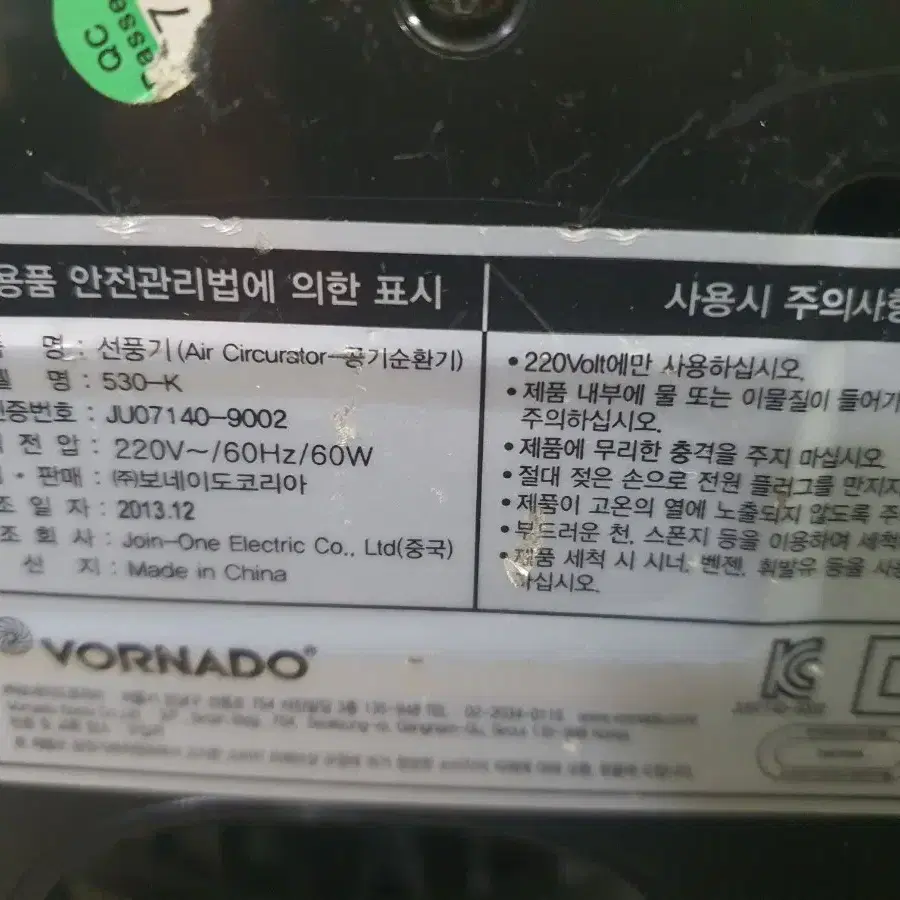 7
QC
Passe
용품 안전관리법에 의한 표시
명 : 선풍기 (Air Circurator-공기순환기)
델 명 : 530-K
인증번호 : JU07140-9002
전 압 : 220V~/60Hz/60W
· 판매 : ㈜보네이도코리아
조 일 자 : 2013.12
조 회 사 : Join-One Electric Co., Ltd(중국)
산 지 : Made in China
사용시 주의사항
• 220Volt에만 사용하십시오.
• 제품 내부에 물 또는 이물질이 들어가
주의하십시오.
• 제품에 무리한 충격을 주지 마십시오
• 절대 젖은 손으로 전원 플러그를 만지지
• 제품이 고온의 열에 노출되지 않도록 주
• 부드러운 천, 스폰지 등을 이용하여 세척
• 제품 세척 시 시너, 벤젠, 휘발유 등을 사용
마십시오.
VORNADO